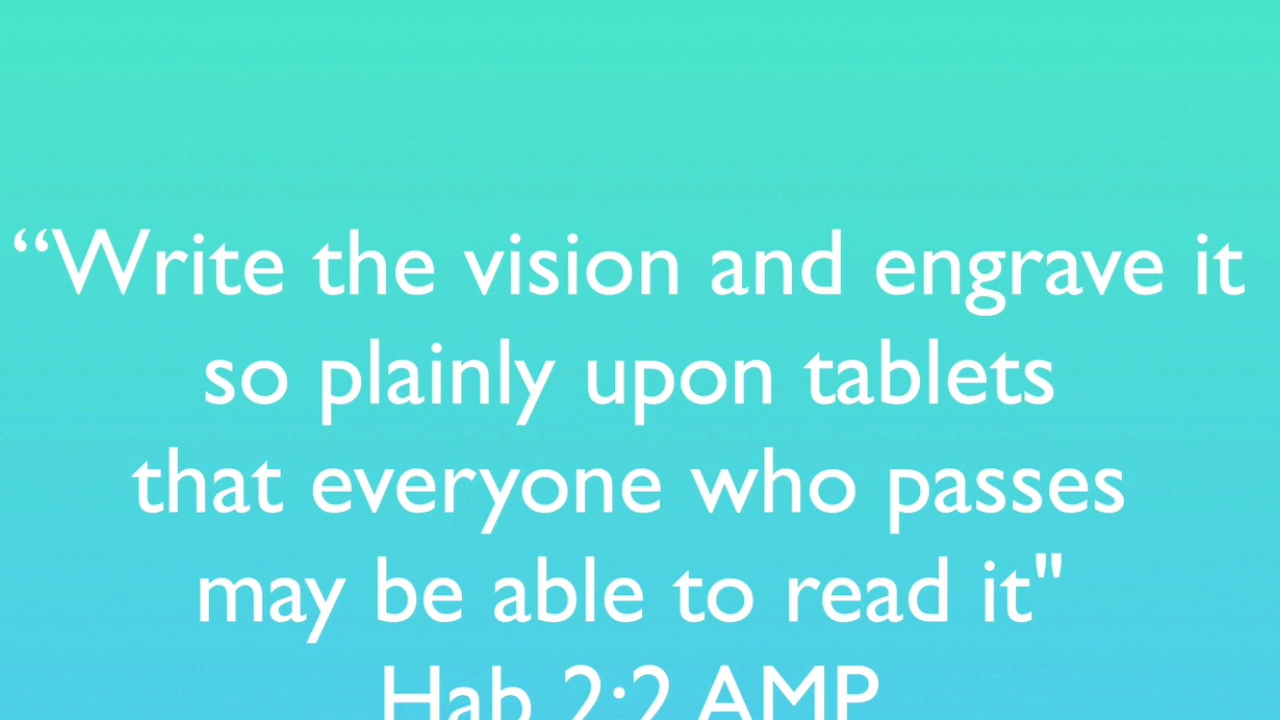 “Write the vision and engrave it
so plainly upon tablets
that everyone who passes
may be able to read it"
Hab 2:2 AMP